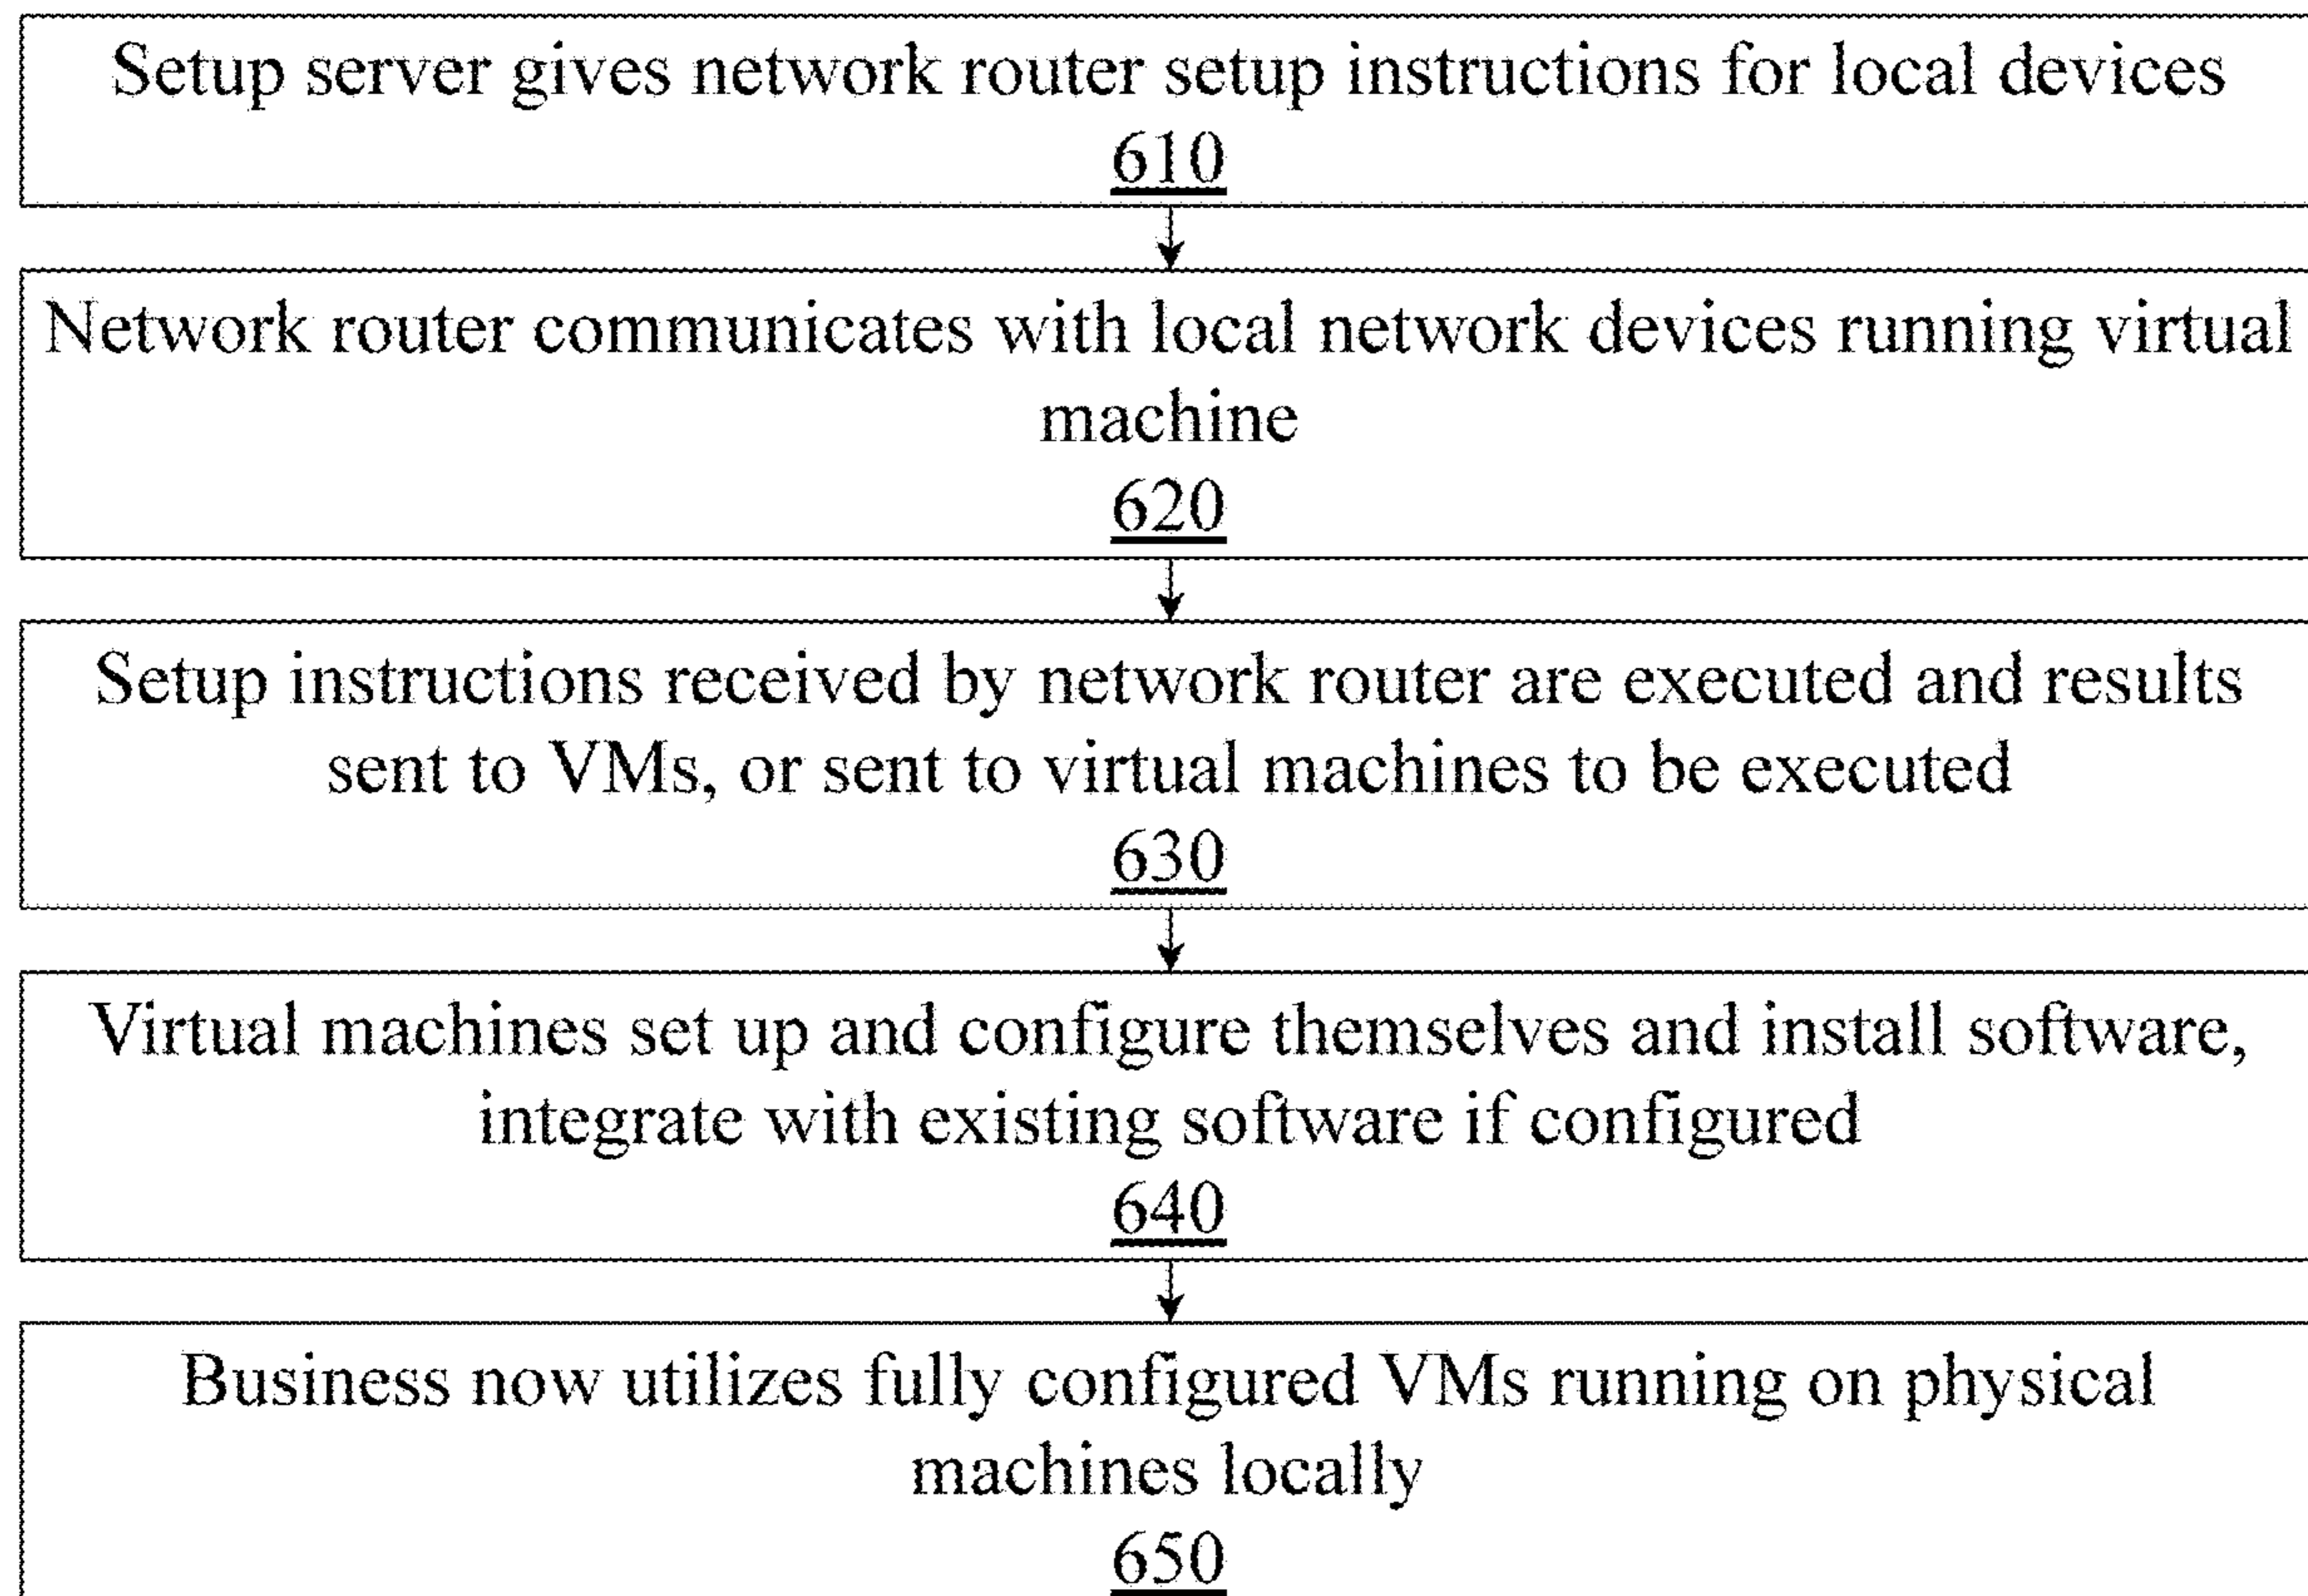 Setup server gives network router setup instructions for local devices
610
Network router communicates with local network devices running virtual
machine
620
Setup instructions received by network router are executed and results
sent to VMs, or sent to virtual machines to be executed
630
Virtual machines set up and configure themselves and install software,
integrate with existing software if configured
640
Business now utilizes fully configured VMs running on physical
machines locally
650